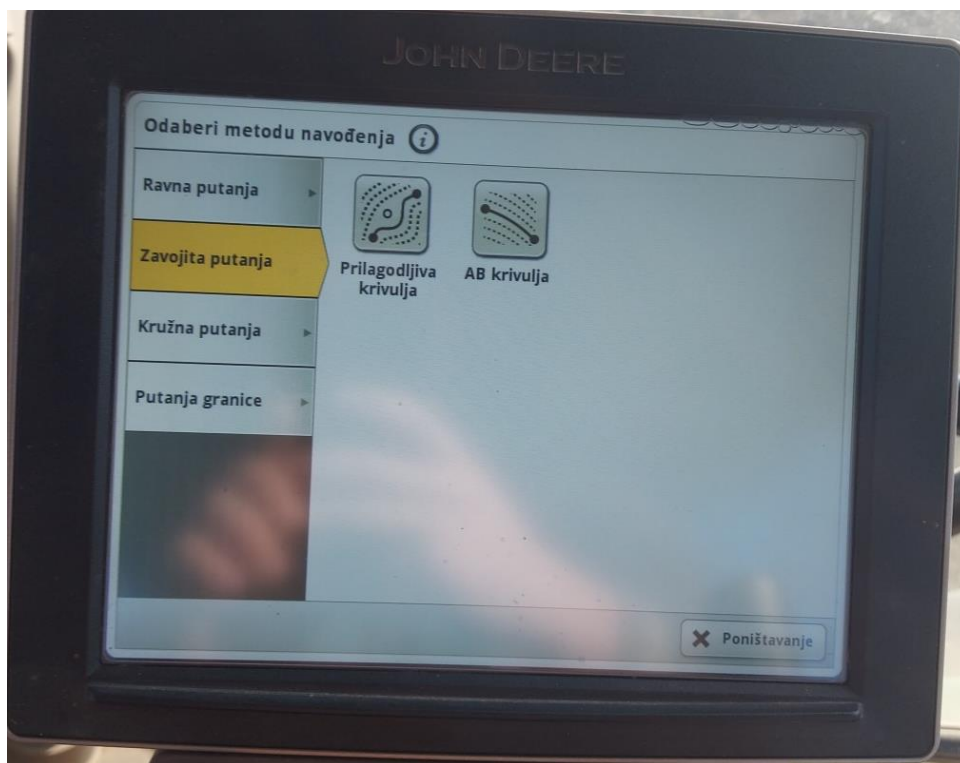 JOHN DEERE
Odaberi metodu navođenja
Ravna putanja
Zavojita putanja
Kružna putanja
Putanja granice
Prilagodljiva
krivulja
AB krivulja
Poništavanje